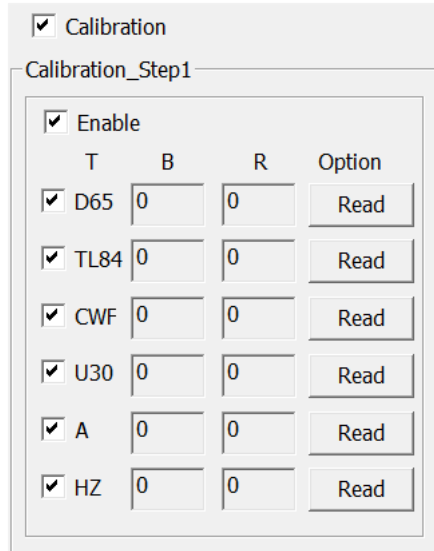 Calibration
Calibration_Step1
Enable
T B R Option
D65 0 0 Read
TL84 0 0 Read
CWF 0 0 Read
U30 0 0 Read
A 0 0 Read
HZ 0 0 Read